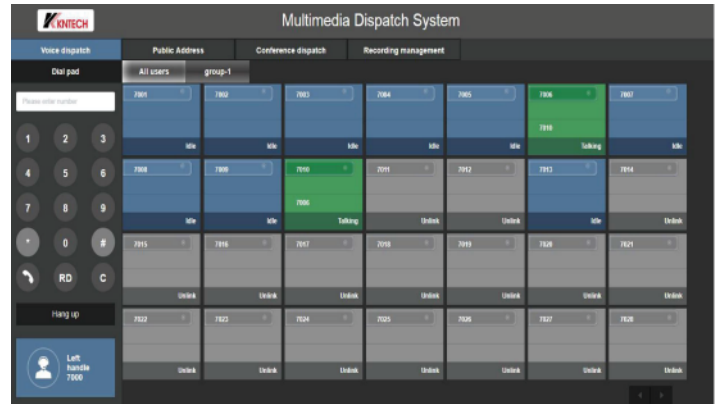 KNTECH
Multimedia Dispatch System
Voice dispatch
Public Address
Conference dispatch
Recording management
Dial pad
All users
group-1
Please enter number
1 2 3
4 5 6
7 8 9
* 0 #
RD C
Hang up
Left
handle
7000
7001 7002 7003 7004 7005 7006 7007
7010
Idle Idle Idle Idle Idle Talking Idle
7008 7009 7010 7011 7012 7013 7014
7006
Idle Idle Talking Unlink Unlink Idle Unlink
7015 7016 7017 7018 7019 7020 7021
Unlink Unlink Unlink Unlink Unlink Unlink Unlink
7022 7023 7024 7025 7026 7027 7028
Unlink Unlink Unlink Unlink Unlink Unlink Unlink